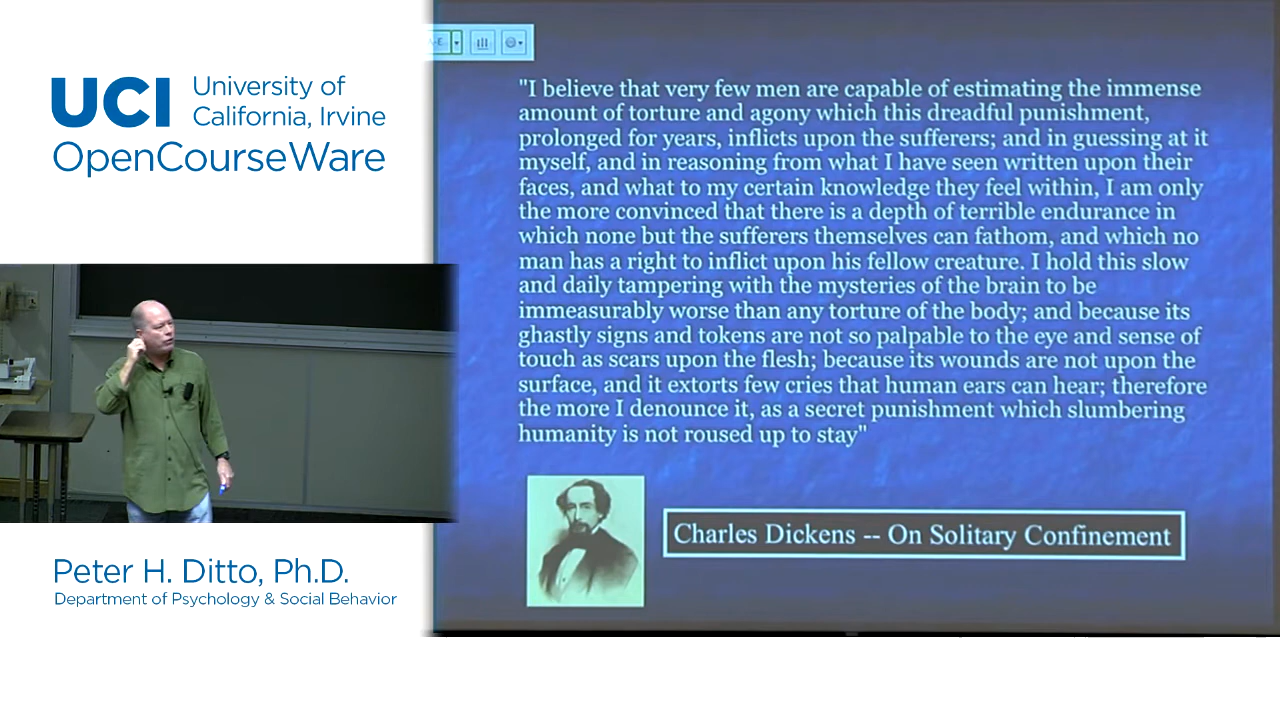 UCI University of
California, Irvine
OpenCourseWare
"I believe that very few men are capable of estimating the immense
amount of torture and agony which this dreadful punishment,
prolonged for years, inflicts upon the sufferers; and in guessing at it
myself, and in reasoning from what I have seen written upon their
faces, and what to my certain knowledge they feel within, I am only
the more convinced that there is a depth of terrible endurance in
which none but the sufferers themselves can fathom, and which no
man has a right to inflict upon his fellow creature. I hold this slow
and daily tampering with the mysteries of the brain to be
immeasurably worse than any torture of the body; and because its
ghastly signs and tokens are not so palpable to the eye and sense of
touch as scars upon the flesh; because its wounds are not upon the
surface, and it extorts few cries that human ears can hear; therefore
the more I denounce it, as a secret punishment which slumbering
humanity is not roused up to stay"
Charles Dickens -- On Solitary Confinement
Peter H. Ditto, Ph.D.
Department of Psychology & Social Behavior